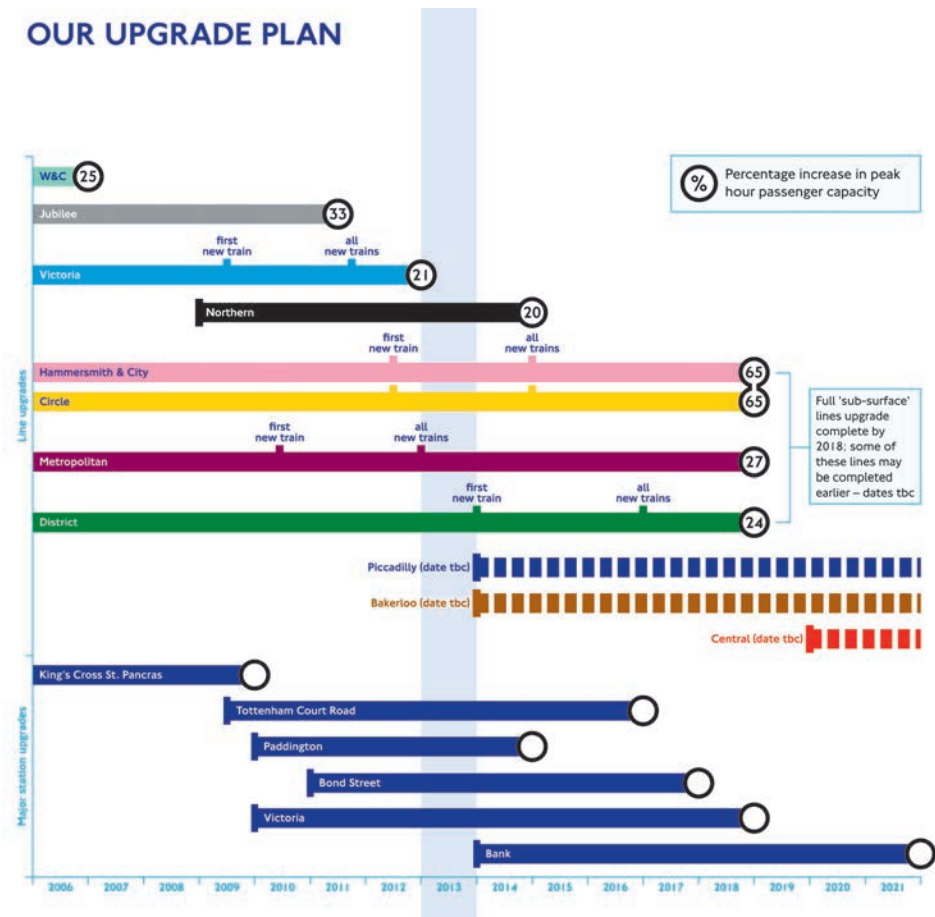 OUR UPGRADE PLAN
W&C 25
% Percentage increase in peak
hour passenger capacity
Jubilee 33
first
new train
all
new trains
Victoria 21
Northern 20
first
new train
all
new trains
Hammersmith & City 65
Circle 65
Full 'sub-surface'
lines upgrade
complete by
2018; some of
these lines may
be completed
earlier – dates tbc
first
new train
all
new trains
Metropolitan 27
first
new train
all
new trains
District 24
Piccadilly (date tbc)
Bakerloo (date tbc)
Central (date tbc)
Line upgrades
King's Cross St. Pancras
Tottenham Court Road
Paddington
Bond Street
Victoria
Bank
Major station upgrades
2006 2007 2008 2009 2010 2011 2012 2013 2014 2015 2016 2017 2018 2019 2020 2021